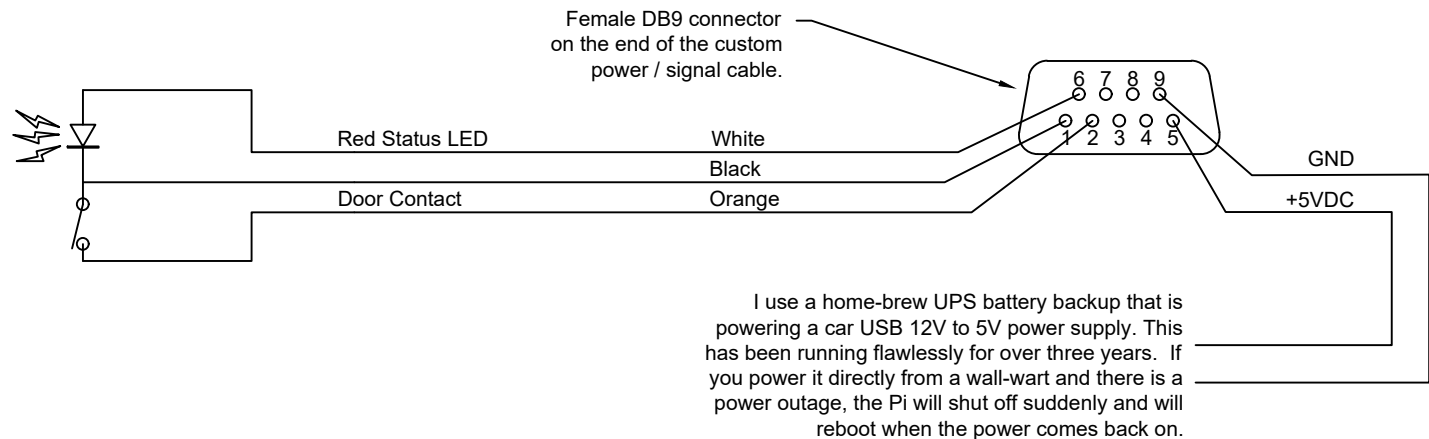 Female DB9 connector
on the end of the custom
power / signal cable.
6 7 8 9
1 2 3 4 5
Red Status LED
White
Black
Door Contact
Orange
GND
+5VDC
I use a home-brew UPS battery backup that is
powering a car USB 12V to 5V power supply. This
has been running flawlessly for over three years.  If
you power it directly from a wall-wart and there is a
power outage, the Pi will shut off suddenly and will
reboot when the power comes back on.